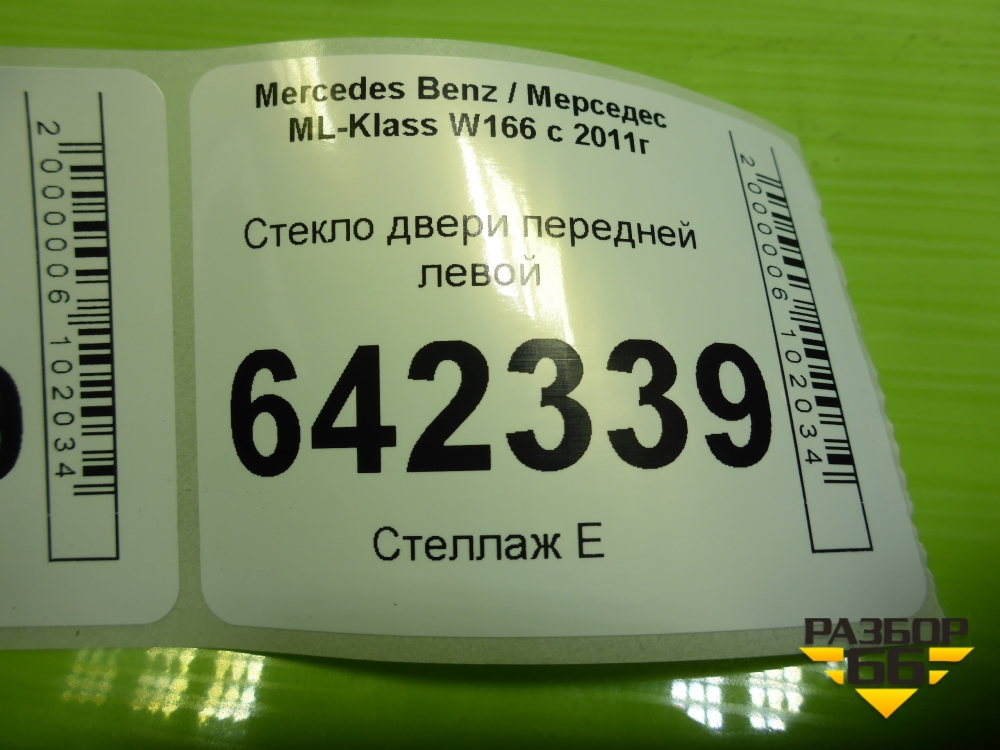 2000006102034
Mercedes Benz / Мерседес
ML-Klass W166 с 2011г
Стекло двери передней
левой
642339
Стеллаж Е
2000006102034
РАЗБОР
66